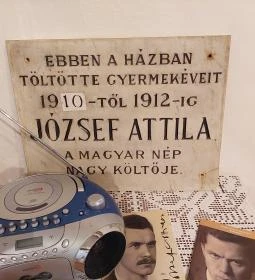 EBBEN A HÁZBAN
TÖLTÖTTE GYERMEKÉVEIT
1910-TŐL 1912-IG
JÓZSEF ATTILA
A MAGYAR NÉP
NAGY KÖLTŐJE.